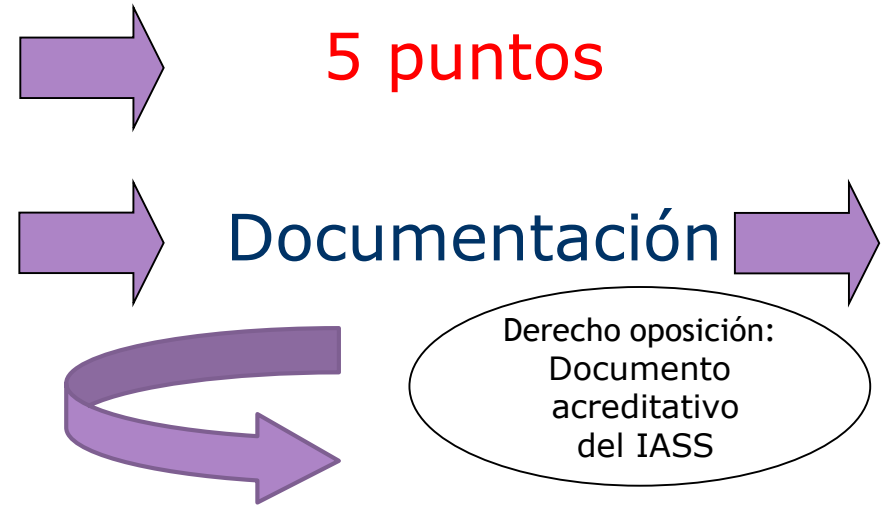 5 puntos
Documentación
Derecho oposición:
Documento
acreditativo
del IASS